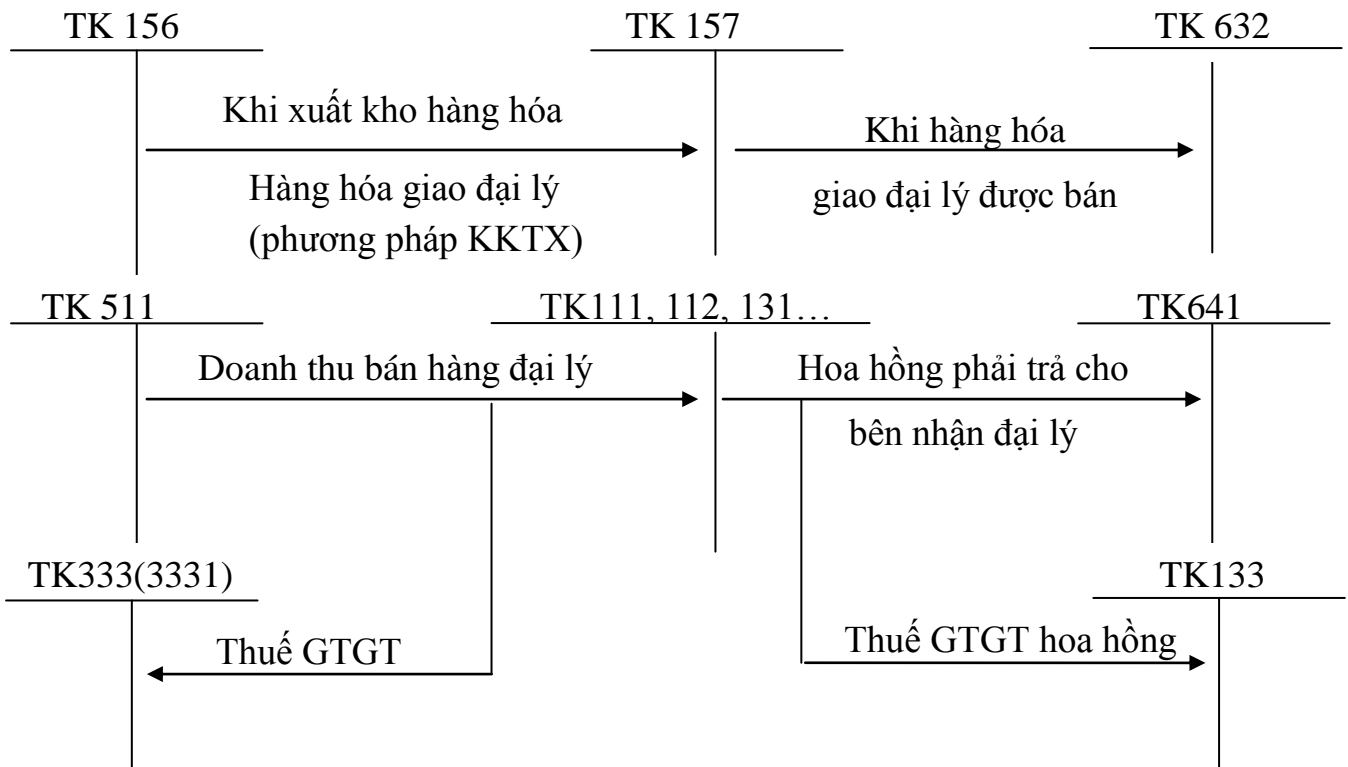 TK 156
TK 157
TK 632
Khi xuất kho hàng hóa
Hàng hóa giao đại lý
(phương pháp KKTX)
Khi hàng hóa
giao đại lý được bán
TK 511
TK111, 112, 131…
TK641
Doanh thu bán hàng đại lý
Hoa hồng phải trả cho
bên nhận đại lý
TK333(3331)
TK133
Thuế GTGT
Thuế GTGT hoa hồng